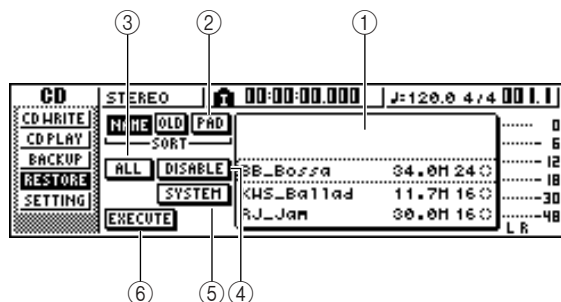 ③ ② ①
CD STEREO 00:00:00.000 ♩=120.0 4/4 001.1
CD WRITE NAME OLD PAD 0
CD PLAY SORT 6
BACKUP ALL DISABLE BB_Bossa 34.0M 24 12
RESTORE 18
SETTING SYSTEM KWS_Ballad 11.7M 16 30
EXECUTE RJ_Jam 30.0M 16 48
L R
⑥ ⑤ ④